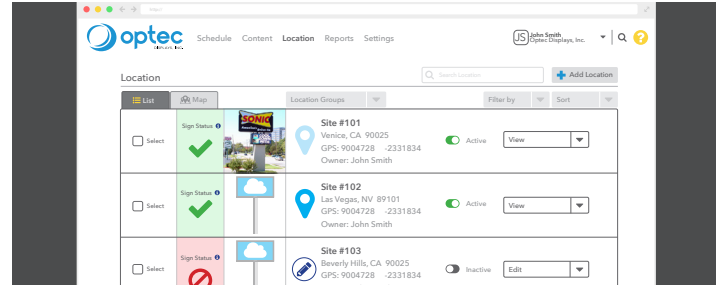 optec
DISPLAYS, INC.
Schedule Content Location Reports Settings
JS John Smith
Optec Displays, Inc.
?
Location
Search Location
Add Location
List
Map
Location Groups
Filter by
Sort
Select
Sign Status
SONIC
Site #101
Venice, CA 90025
GPS: 9004728 -2331834
Owner: John Smith
Active
View
Select
Sign Status
Site #102
Las Vegas, NV 89101
GPS: 9004728 -2331834
Owner: John Smith
Active
View
Select
Sign Status
Site #103
Beverly Hills, CA 90025
GPS: 9004728 -2331834
Inactive
Edit